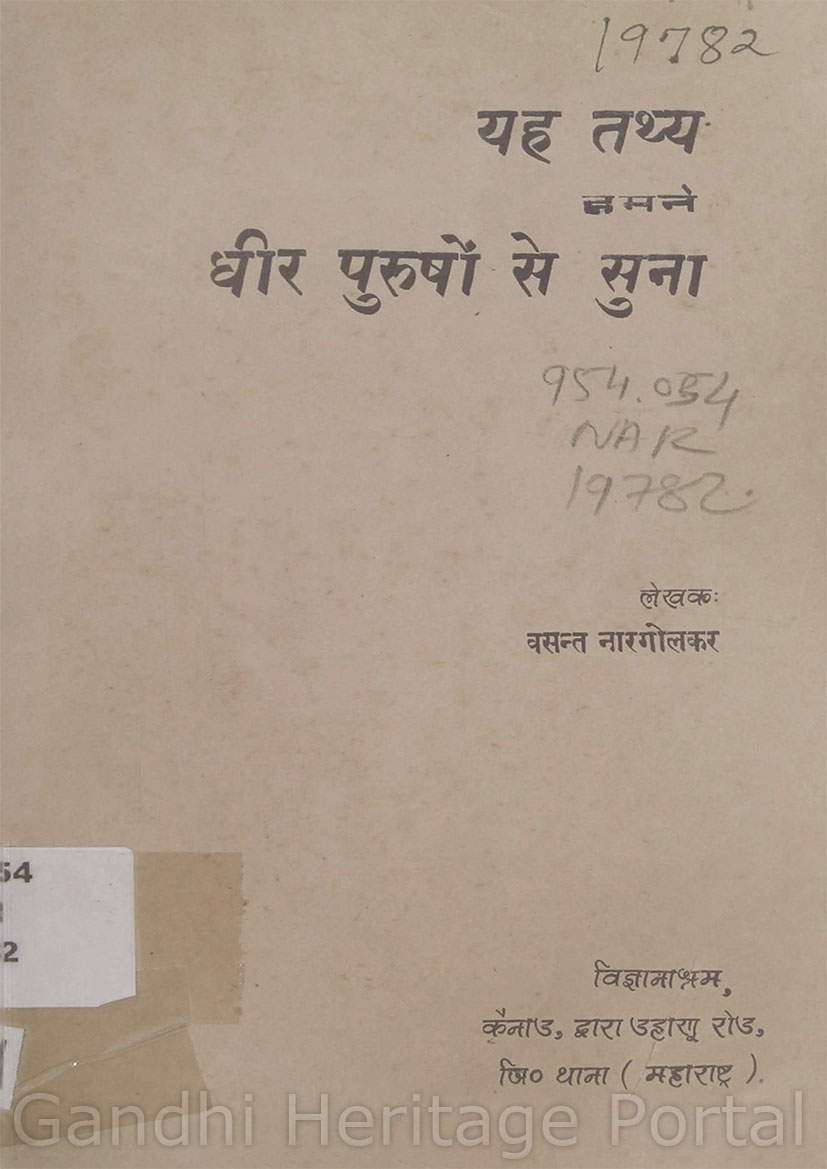 19782
यह तथ्य
हमने
धीर पुरुषों से सुना
954.054
NAR
19782.
लेखकः
वसन्त नारगोलकर
54
2
विज्ञानाश्रम,
कैनाड, द्वारा डहाणू रोड,
जि० थाना ( महाराष्ट्र ).
Gandhi Heritage Portal